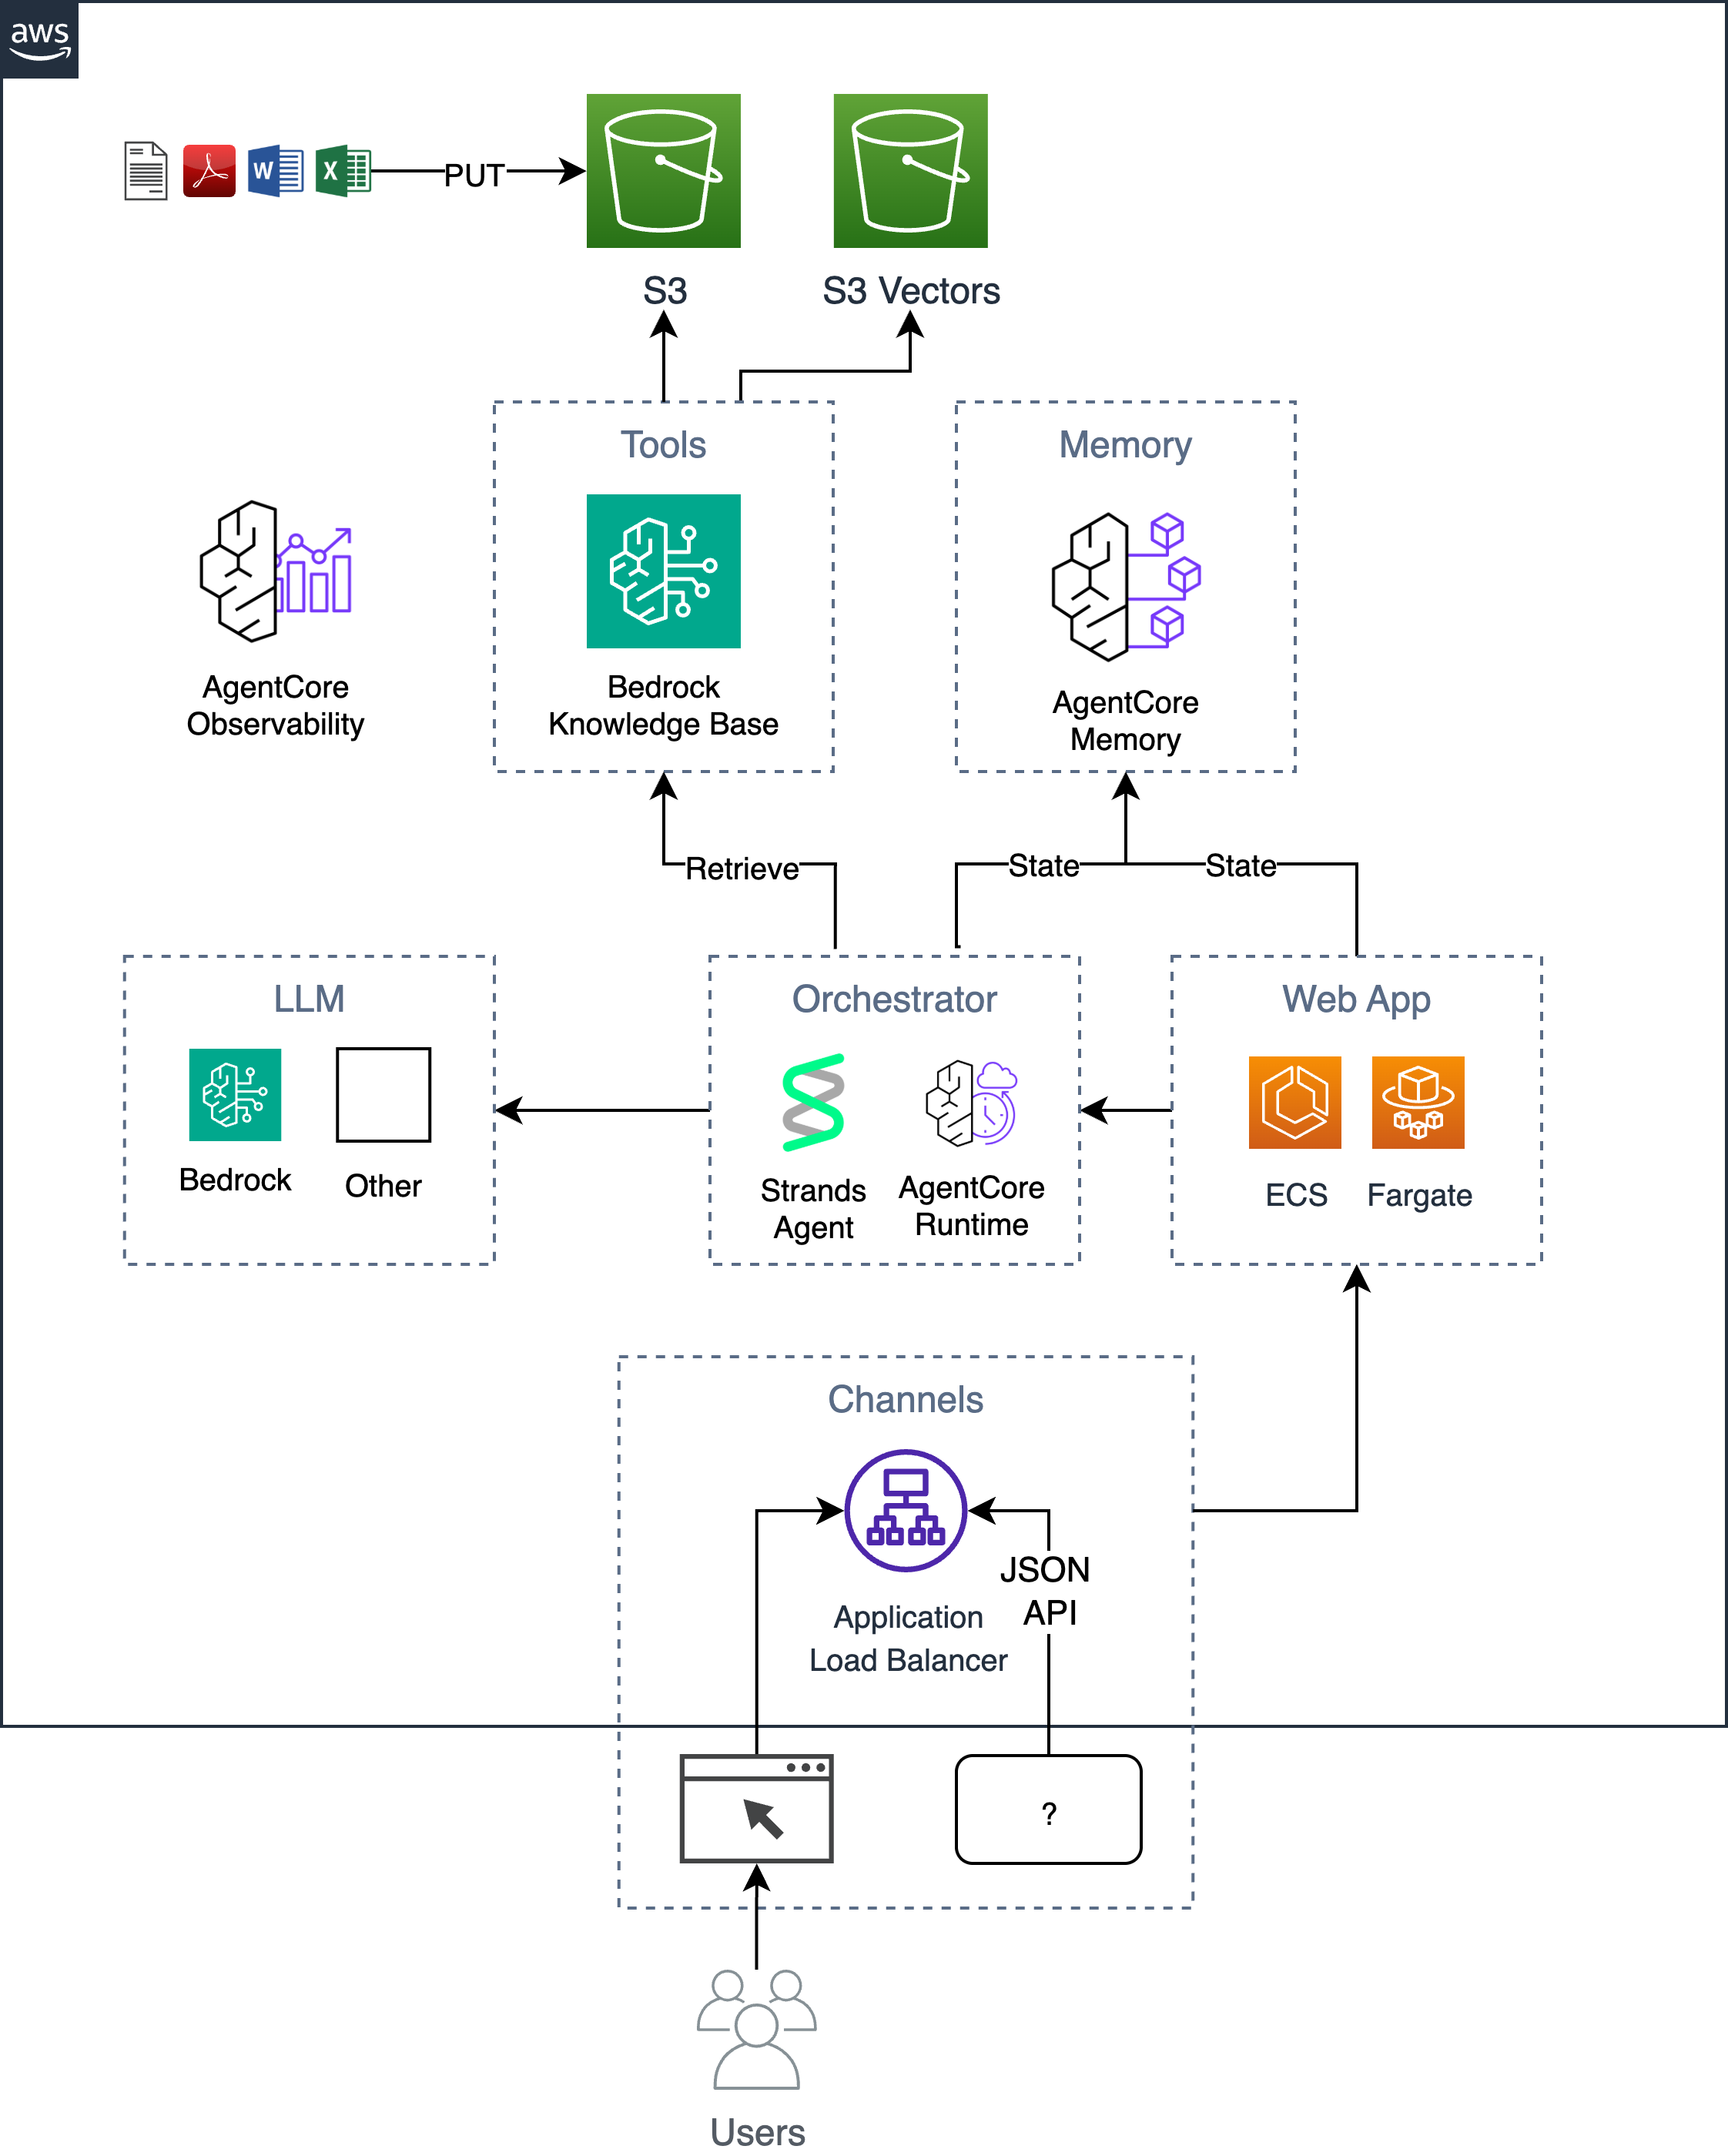 aws
PUT
W
X
S3
S3 Vectors
Tools
Memory
AgentCore
Observability
Bedrock
Knowledge Base
AgentCore
Memory
Retrieve
State
State
LLM
Orchestrator
Web App
Bedrock
Other
Strands
Agent
AgentCore
Runtime
ECS
Fargate
Channels
JSON
API
Application
Load Balancer
?
Users